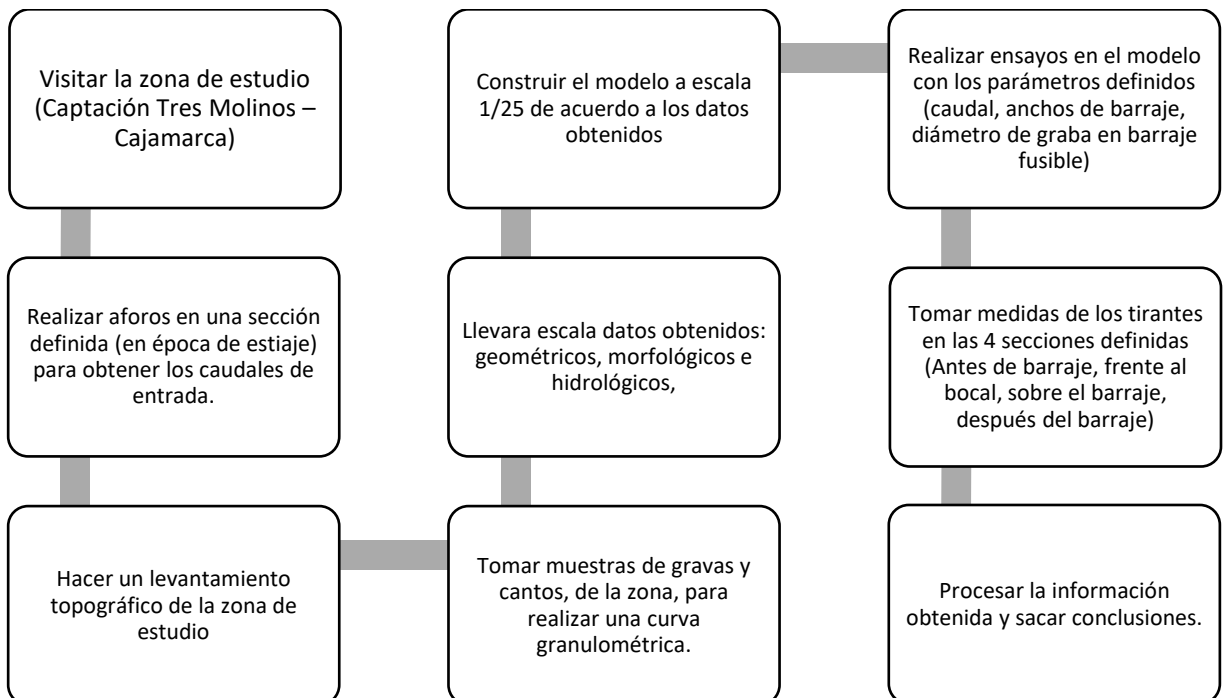 Visitar la zona de estudio
(Captación Tres Molinos –
Cajamarca)
Realizar aforos en una sección
definida (en época de estiaje)
para obtener los caudales de
entrada.
Hacer un levantamiento
topográfico de la zona de
estudio
Tomar muestras de gravas y
cantos, de la zona, para
realizar una curva
granulométrica.
Llevara escala datos obtenidos:
geométricos, morfológicos e
hidrológicos,
Construir el modelo a escala
1/25 de acuerdo a los datos
obtenidos
Realizar ensayos en el modelo
con los parámetros definidos
(caudal, anchos de barraje,
diámetro de graba en barraje
fusible)
Tomar medidas de los tirantes
en las 4 secciones definidas
(Antes de barraje, frente al
bocal, sobre el barraje,
después del barraje)
Procesar la información
obtenida y sacar conclusiones.